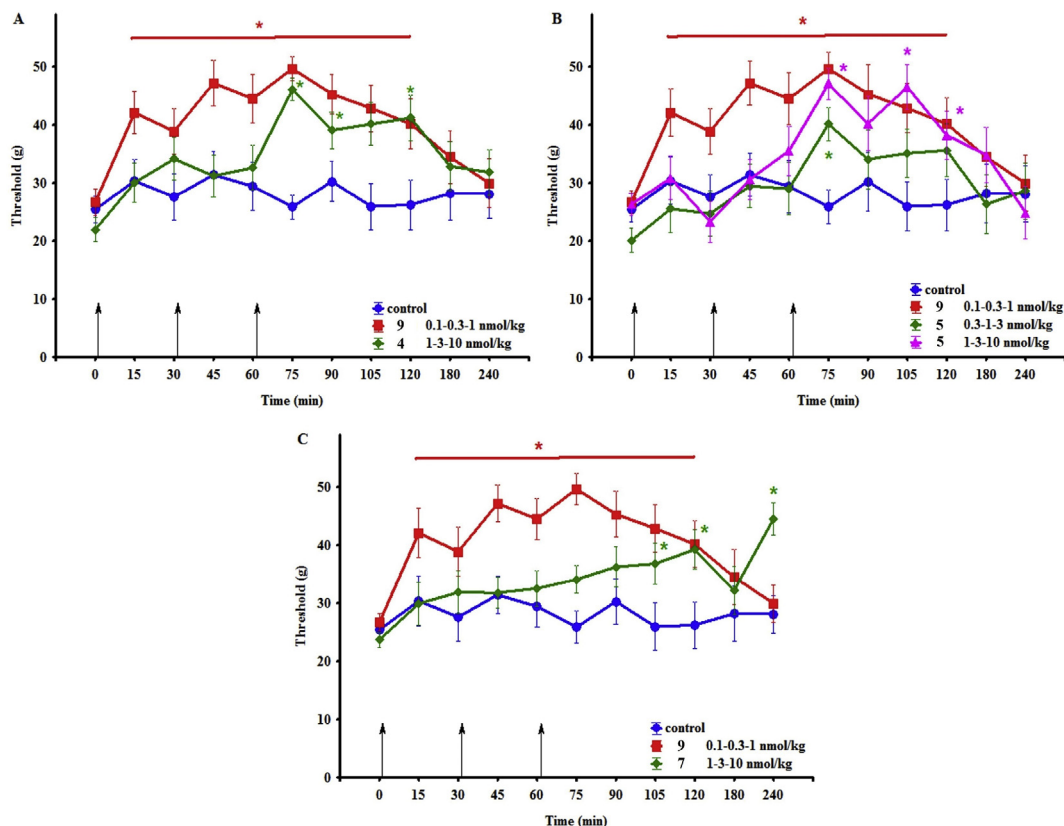 A
*
50
40
30
20
10
0
Threshold (g)
*
*
*
control
9 0.1-0.3-1 nmol/kg
4 1-3-10 nmol/kg
0 15 30 45 60 75 90 105 120 180 240
Time (min)
B
*
50
40
30
20
10
0
Threshold (g)
*
*
*
*
control
9 0.1-0.3-1 nmol/kg
5 0.3-1-3 nmol/kg
5 1-3-10 nmol/kg
0 15 30 45 60 75 90 105 120 180 240
Time (min)
C
*
50
40
30
20
10
0
Threshold (g)
*
*
*
control
9 0.1-0.3-1 nmol/kg
7 1-3-10 nmol/kg
0 15 30 45 60 75 90 105 120 180 240
Time (min)